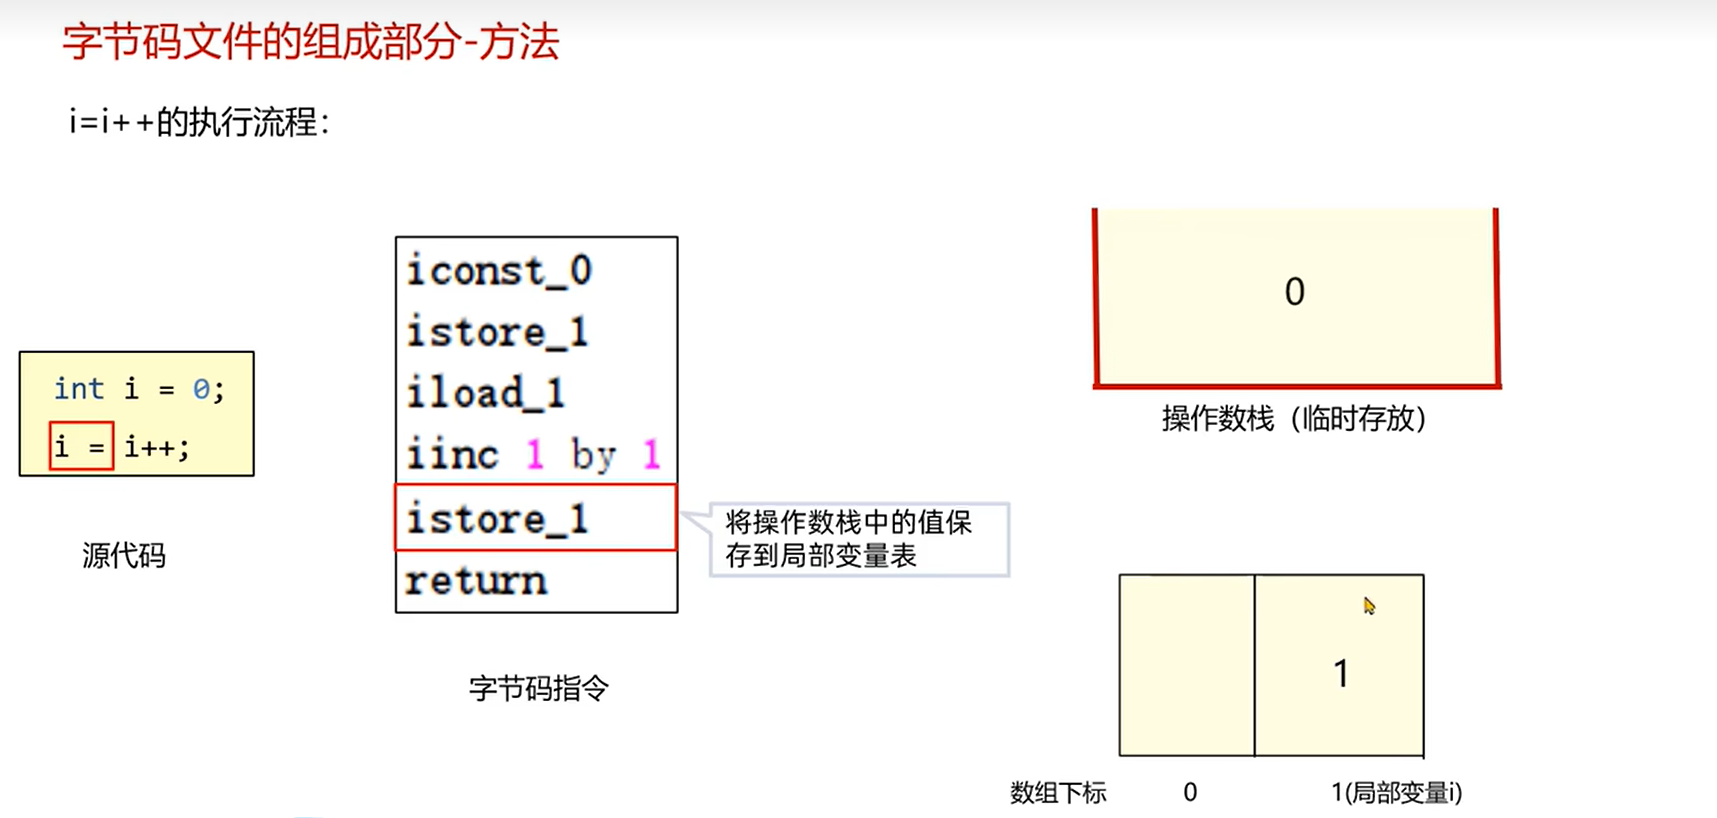 字节码文件的组成部分-方法
i=i++的执行流程：
int i = 0;
i = i++;
源代码
iconst_0
istore_1
iload_1
iinc 1 by 1
istore_1
return
字节码指令
将操作数栈中的值保
存到局部变量表
0
操作数栈（临时存放）
1
数组下标 0 1(局部变量i)